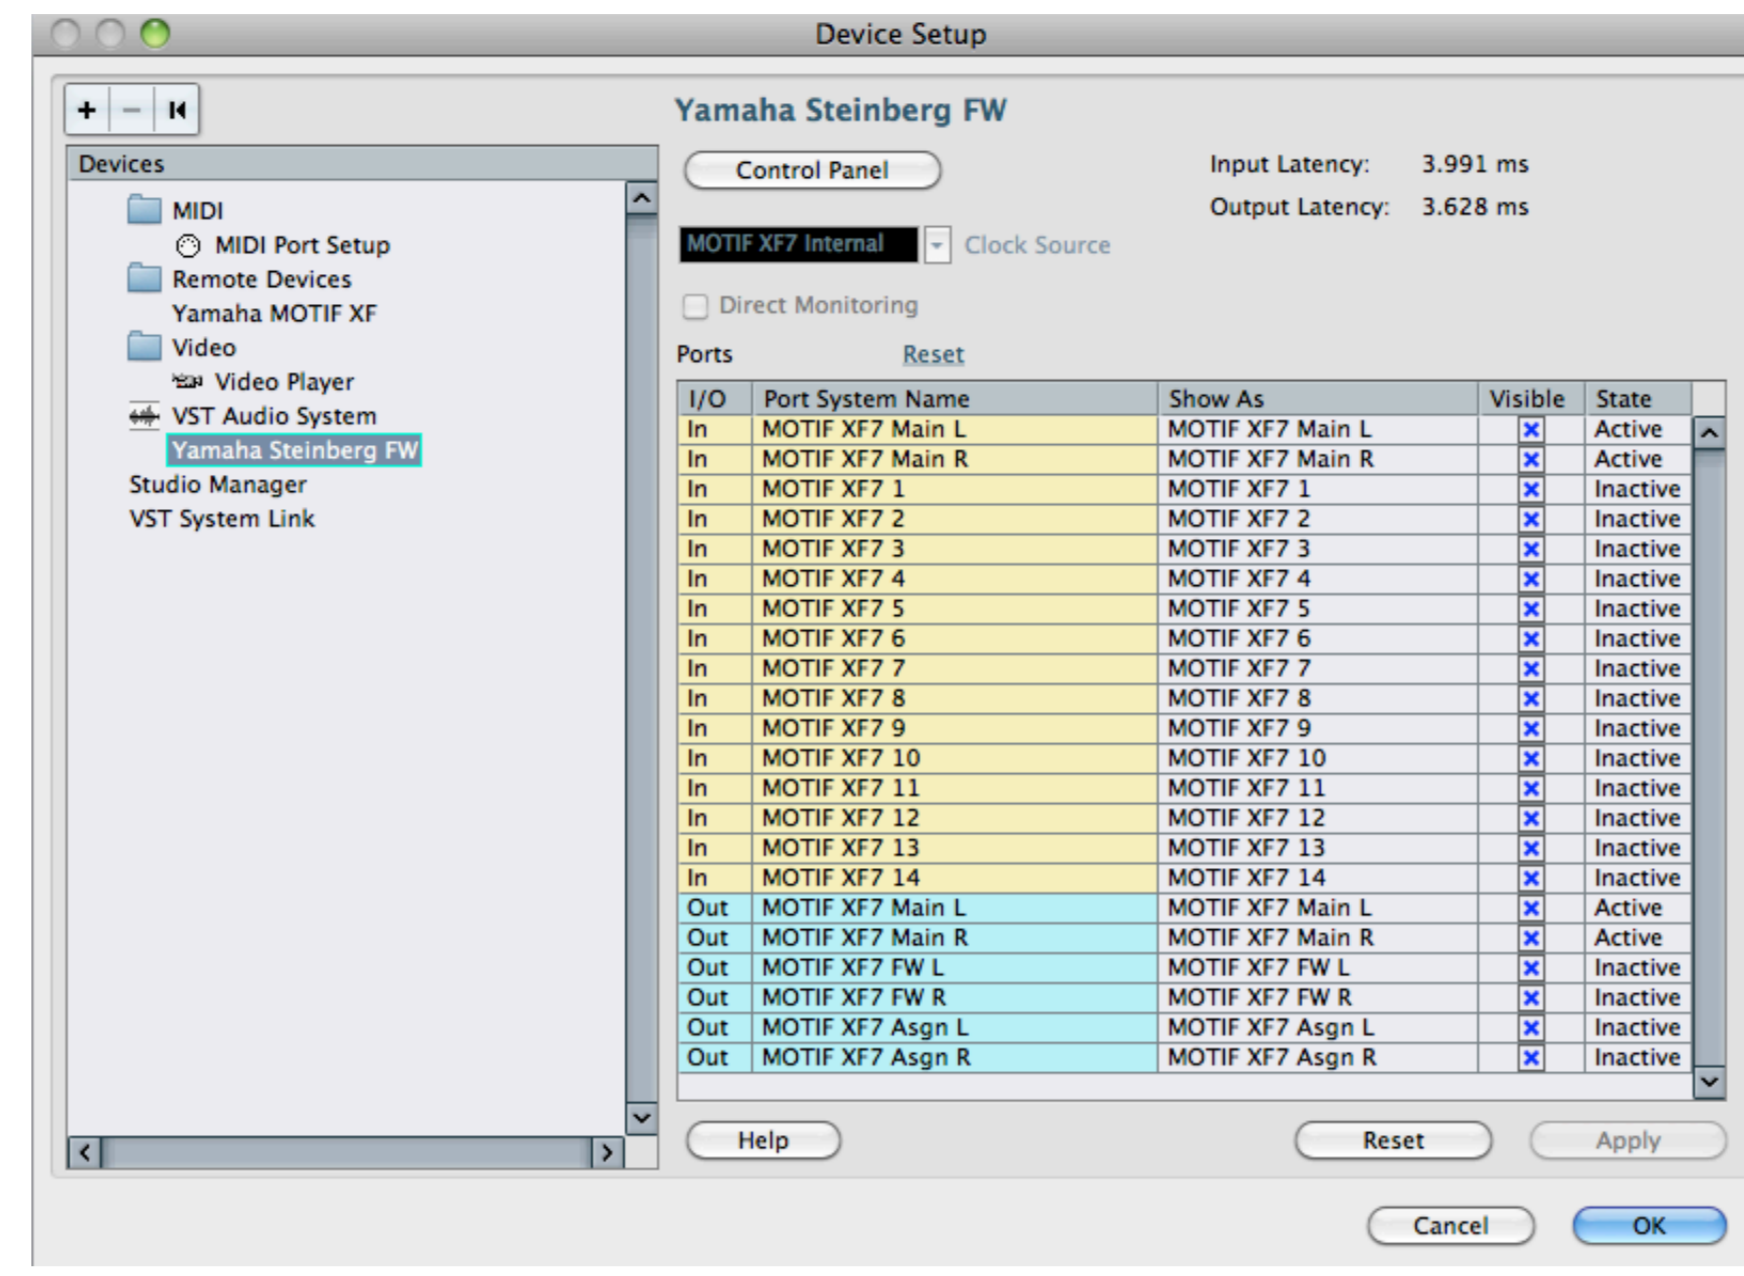 Device Setup
+ −
Devices
MIDI
MIDI Port Setup
Remote Devices
Yamaha MOTIF XF
Video
Video Player
VST Audio System
Yamaha Steinberg FW
Studio Manager
VST System Link
Yamaha Steinberg FW
Control Panel
Input Latency: 3.991 ms
Output Latency: 3.628 ms
MOTIF XF7 Internal Clock Source
Direct Monitoring
Ports Reset
I/O Port System Name Show As Visible State
In MOTIF XF7 Main L MOTIF XF7 Main L Active
In MOTIF XF7 Main R MOTIF XF7 Main R Active
In MOTIF XF7 1 MOTIF XF7 1 Inactive
In MOTIF XF7 2 MOTIF XF7 2 Inactive
In MOTIF XF7 3 MOTIF XF7 3 Inactive
In MOTIF XF7 4 MOTIF XF7 4 Inactive
In MOTIF XF7 5 MOTIF XF7 5 Inactive
In MOTIF XF7 6 MOTIF XF7 6 Inactive
In MOTIF XF7 7 MOTIF XF7 7 Inactive
In MOTIF XF7 8 MOTIF XF7 8 Inactive
In MOTIF XF7 9 MOTIF XF7 9 Inactive
In MOTIF XF7 10 MOTIF XF7 10 Inactive
In MOTIF XF7 11 MOTIF XF7 11 Inactive
In MOTIF XF7 12 MOTIF XF7 12 Inactive
In MOTIF XF7 13 MOTIF XF7 13 Inactive
In MOTIF XF7 14 MOTIF XF7 14 Inactive
Out MOTIF XF7 Main L MOTIF XF7 Main L Active
Out MOTIF XF7 Main R MOTIF XF7 Main R Active
Out MOTIF XF7 FW L MOTIF XF7 FW L Inactive
Out MOTIF XF7 FW R MOTIF XF7 FW R Inactive
Out MOTIF XF7 Asgn L MOTIF XF7 Asgn L Inactive
Out MOTIF XF7 Asgn R MOTIF XF7 Asgn R Inactive
Help Reset Apply
Cancel OK